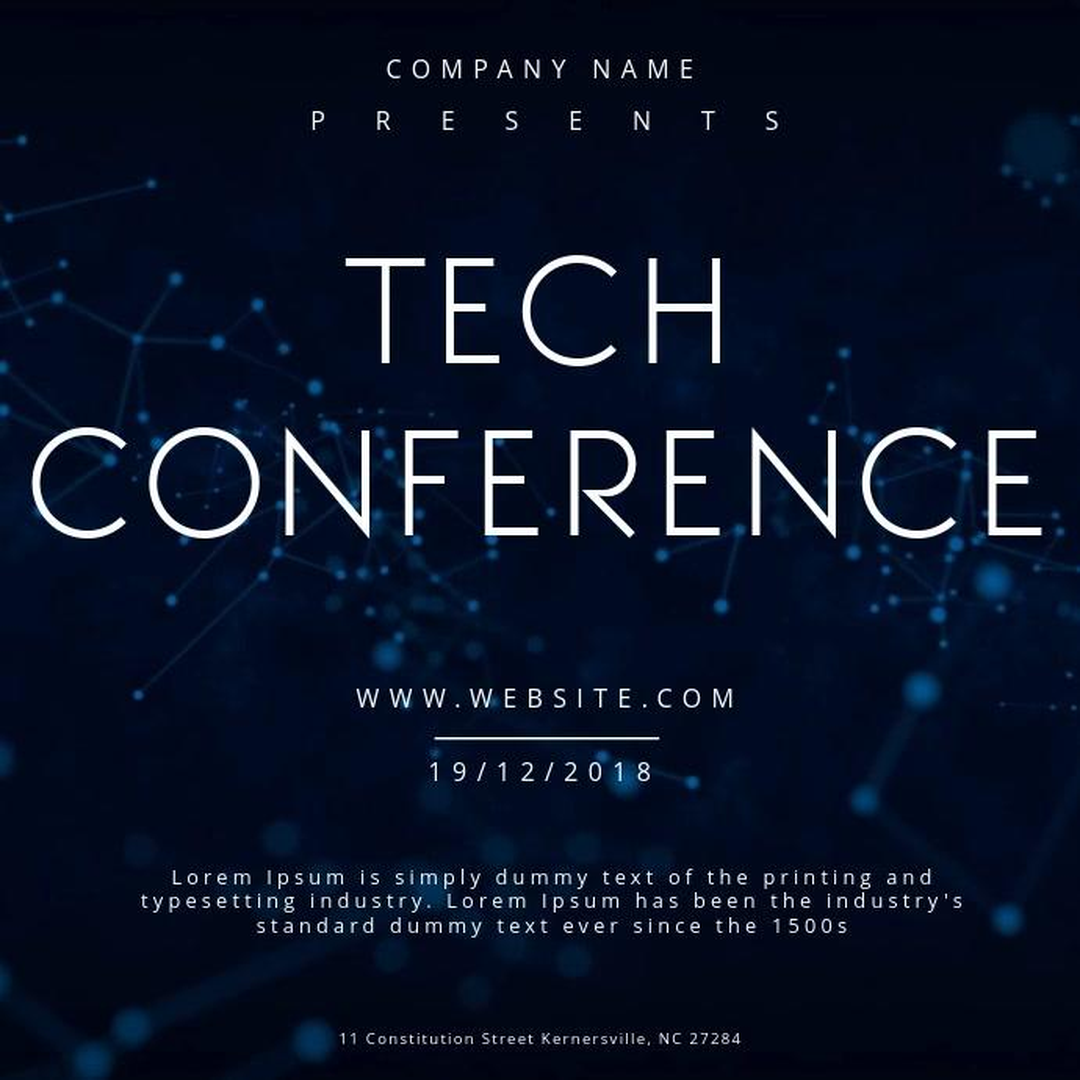 COMPANY NAME
PRESENTS
TECH
CONFERENCE
WWW.WEBSITE.COM
19/12/2018
Lorem Ipsum is simply dummy text of the printing and
typesetting industry. Lorem Ipsum has been the industry's
standard dummy text ever since the 1500s
11 Constitution Street Kernersville, NC 27284